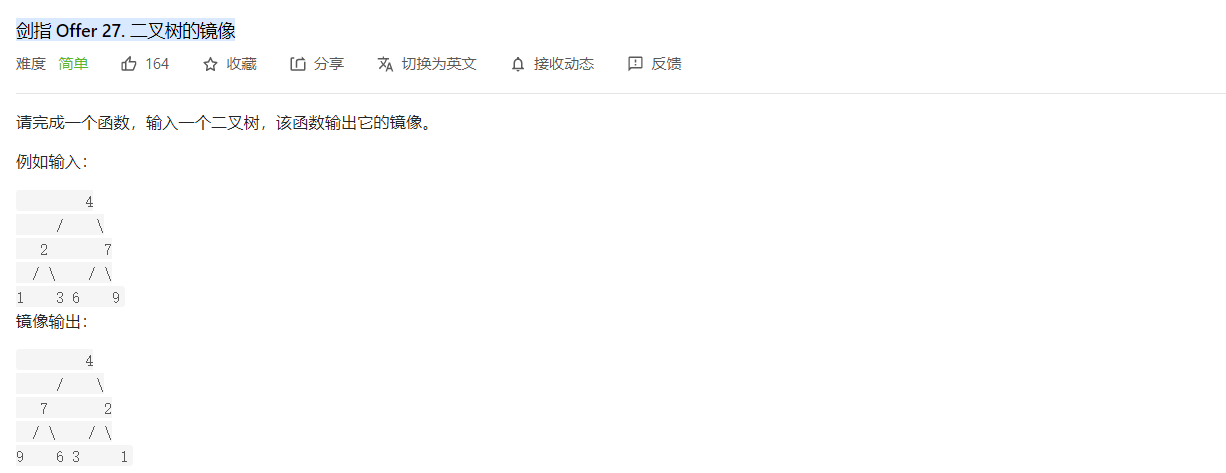 剑指 Offer 27. 二叉树的镜像
难度 简单 164 收藏 分享 切换为英文 接收动态 反馈
请完成一个函数，输入一个二叉树，该函数输出它的镜像。
例如输入：
4
/ \
2 7
/ \ / \
1 3 6 9
镜像输出：
4
/ \
7 2
/ \ / \
9 6 3 1